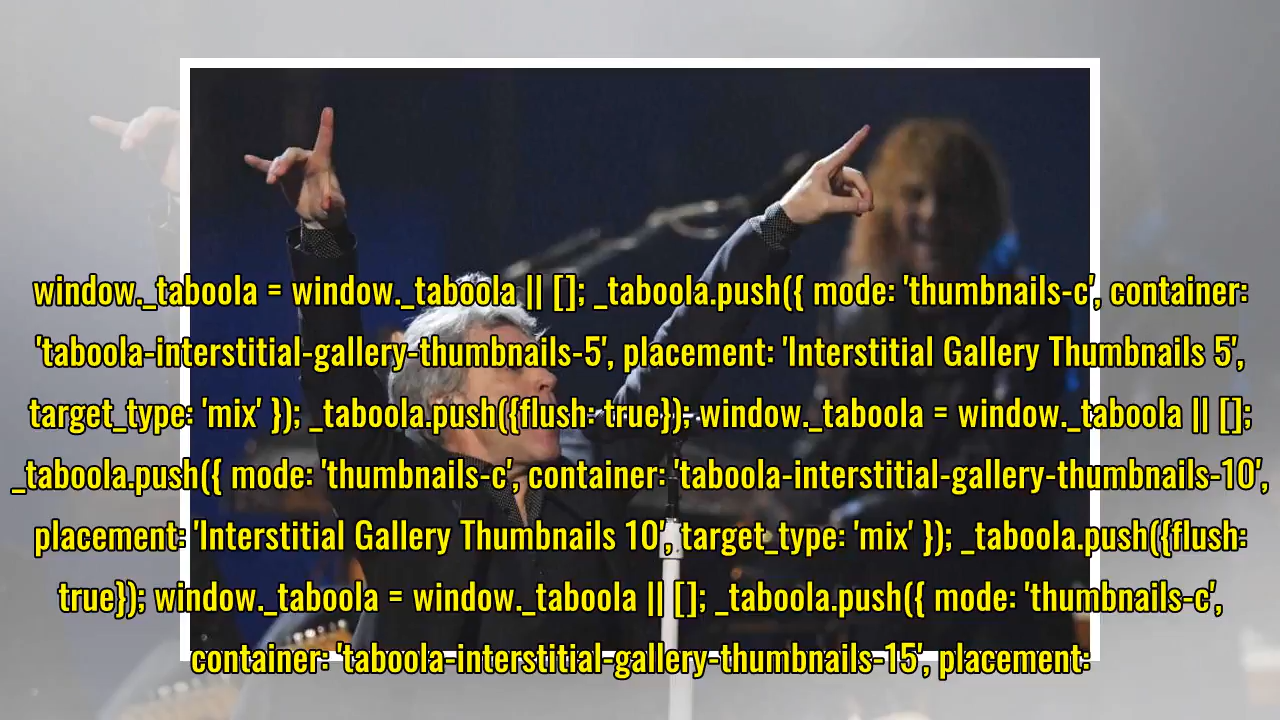 window._taboola = window._taboola || []; _taboola.push({ mode: 'thumbnails-c', container:
'taboola-interstitial-gallery-thumbnails-5', placement: 'Interstitial Gallery Thumbnails 5',
target_type: 'mix' }); _taboola.push({flush: true}); window._taboola = window._taboola || [];
_taboola.push({ mode: 'thumbnails-c', container: 'taboola-interstitial-gallery-thumbnails-10',
placement: 'Interstitial Gallery Thumbnails 10', target_type: 'mix' }); _taboola.push({flush:
true}); window._taboola = window._taboola || []; _taboola.push({ mode: 'thumbnails-c',
container: 'taboola-interstitial-gallery-thumbnails-15', placement: